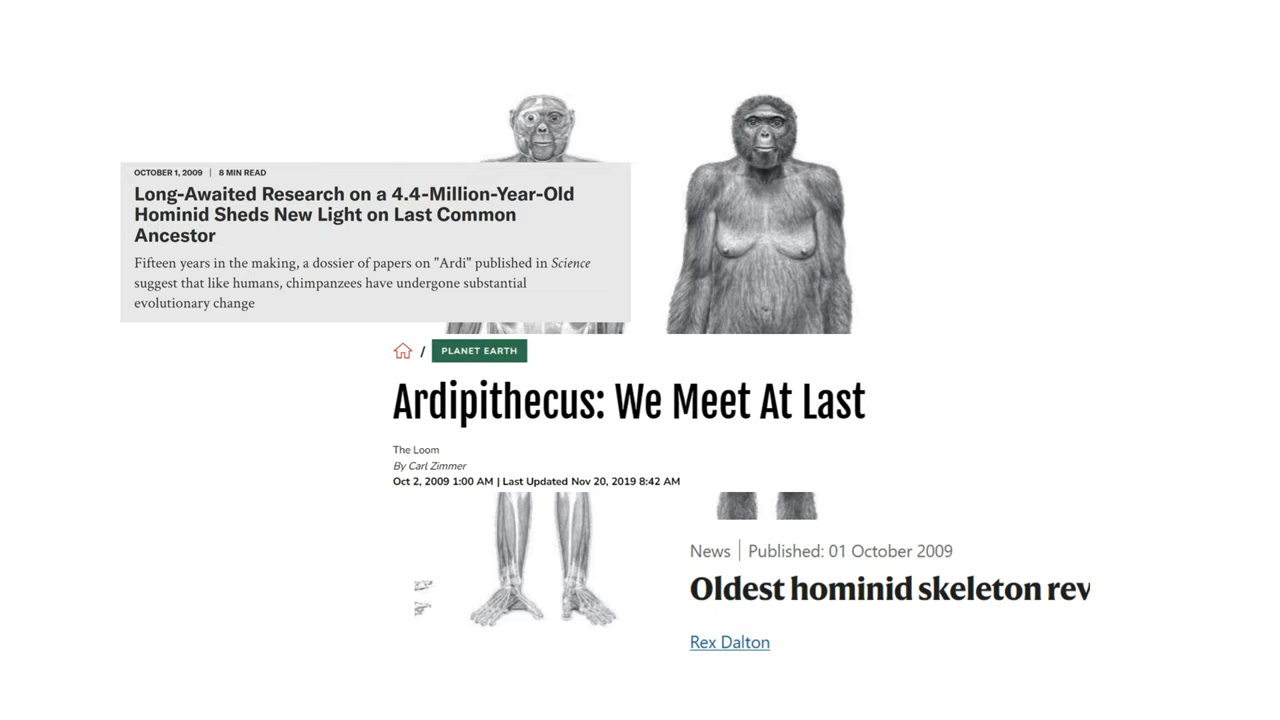 OCTOBER 1, 2009 | 8 MIN READ
Long-Awaited Research on a 4.4-Million-Year-Old
Hominid Sheds New Light on Last Common
Ancestor
Fifteen years in the making, a dossier of papers on "Ardi" published in Science
suggest that like humans, chimpanzees have undergone substantial
evolutionary change
/ PLANET EARTH
Ardipithecus: We Meet At Last
The Loom
By Carl Zimmer
Oct 2, 2009 1:00 AM | Last Updated Nov 20, 2019 8:42 AM
News | Published: 01 October 2009
Oldest hominid skeleton rev
Rex Dalton